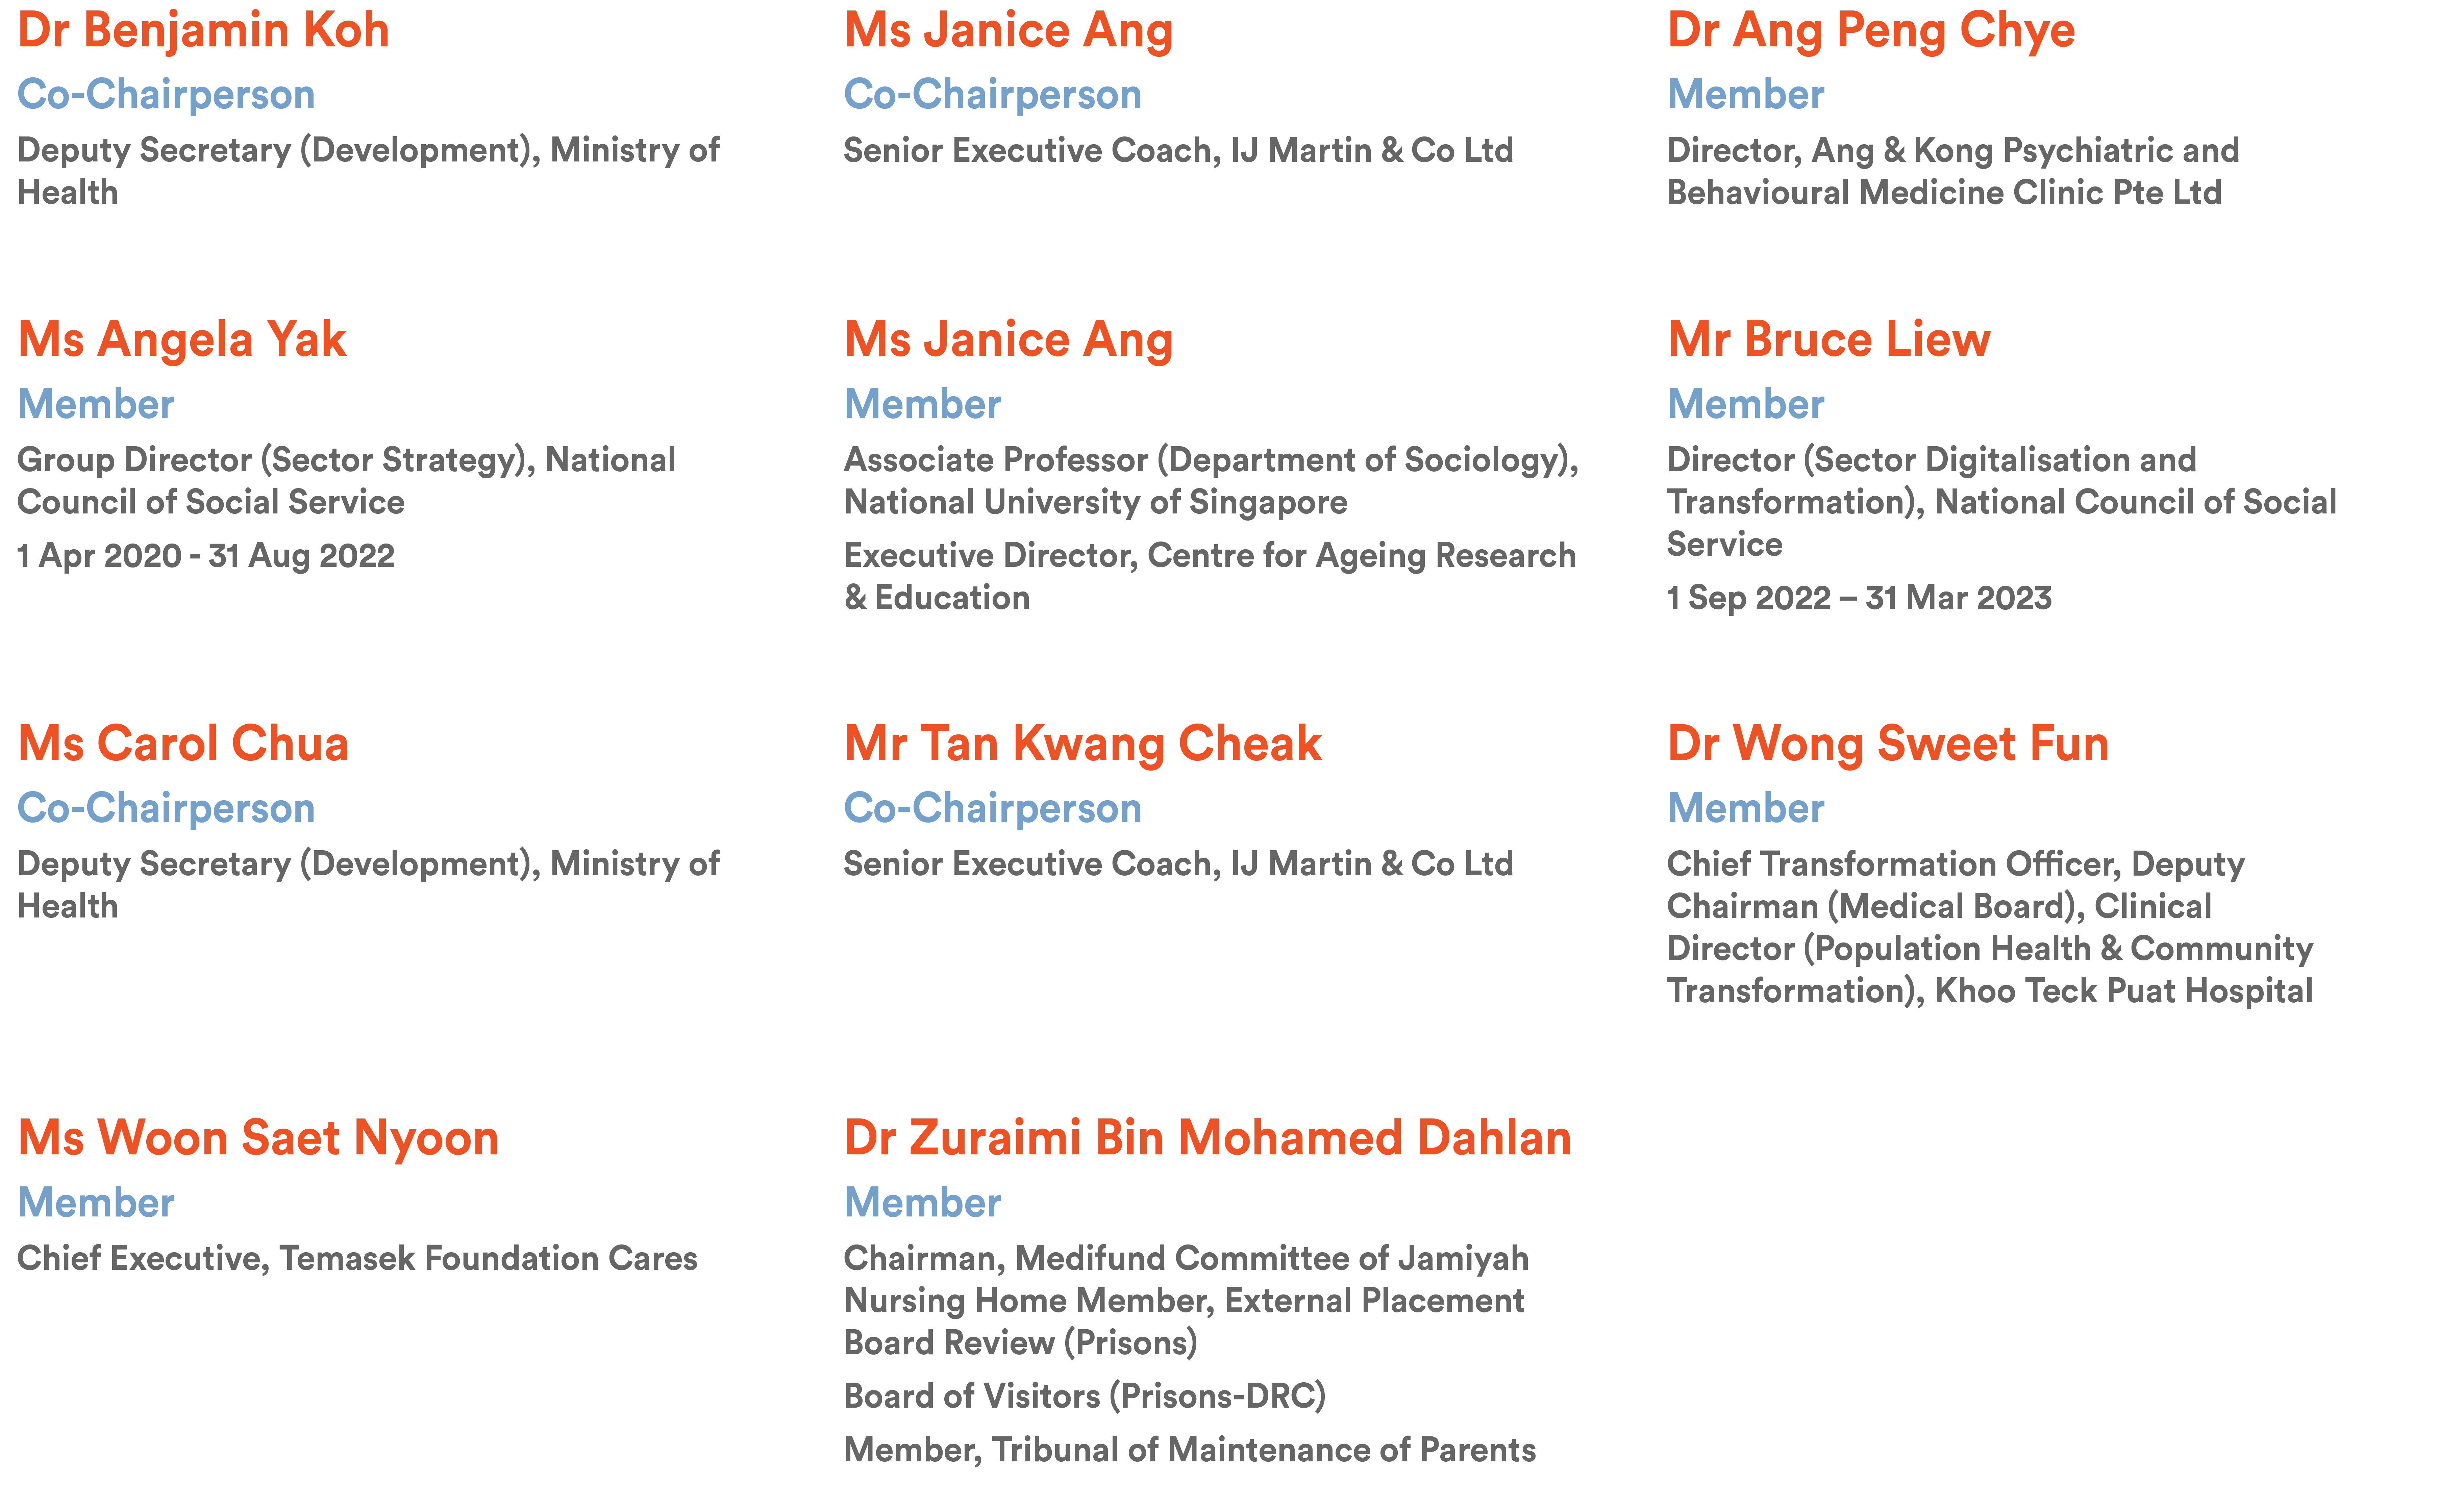 Dr Benjamin Koh
Co-Chairperson
Deputy Secretary (Development), Ministry of
Health
Ms Janice Ang
Co-Chairperson
Senior Executive Coach, IJ Martin & Co Ltd
Dr Ang Peng Chye
Member
Director, Ang & Kong Psychiatric and
Behavioural Medicine Clinic Pte Ltd
Ms Angela Yak
Member
Group Director (Sector Strategy), National
Council of Social Service
1 Apr 2020 - 31 Aug 2022
Ms Janice Ang
Member
Associate Professor (Department of Sociology),
National University of Singapore
Executive Director, Centre for Ageing Research
& Education
Mr Bruce Liew
Member
Director (Sector Digitalisation and
Transformation), National Council of Social
Service
1 Sep 2022 – 31 Mar 2023
Ms Carol Chua
Co-Chairperson
Deputy Secretary (Development), Ministry of
Health
Mr Tan Kwang Cheak
Co-Chairperson
Senior Executive Coach, IJ Martin & Co Ltd
Dr Wong Sweet Fun
Member
Chief Transformation Officer, Deputy
Chairman (Medical Board), Clinical
Director (Population Health & Community
Transformation), Khoo Teck Puat Hospital
Ms Woon Saet Nyoon
Member
Chief Executive, Temasek Foundation Cares
Dr Zuraimi Bin Mohamed Dahlan
Member
Chairman, Medifund Committee of Jamiyah
Nursing Home Member, External Placement
Board Review (Prisons)
Board of Visitors (Prisons-DRC)
Member, Tribunal of Maintenance of Parents